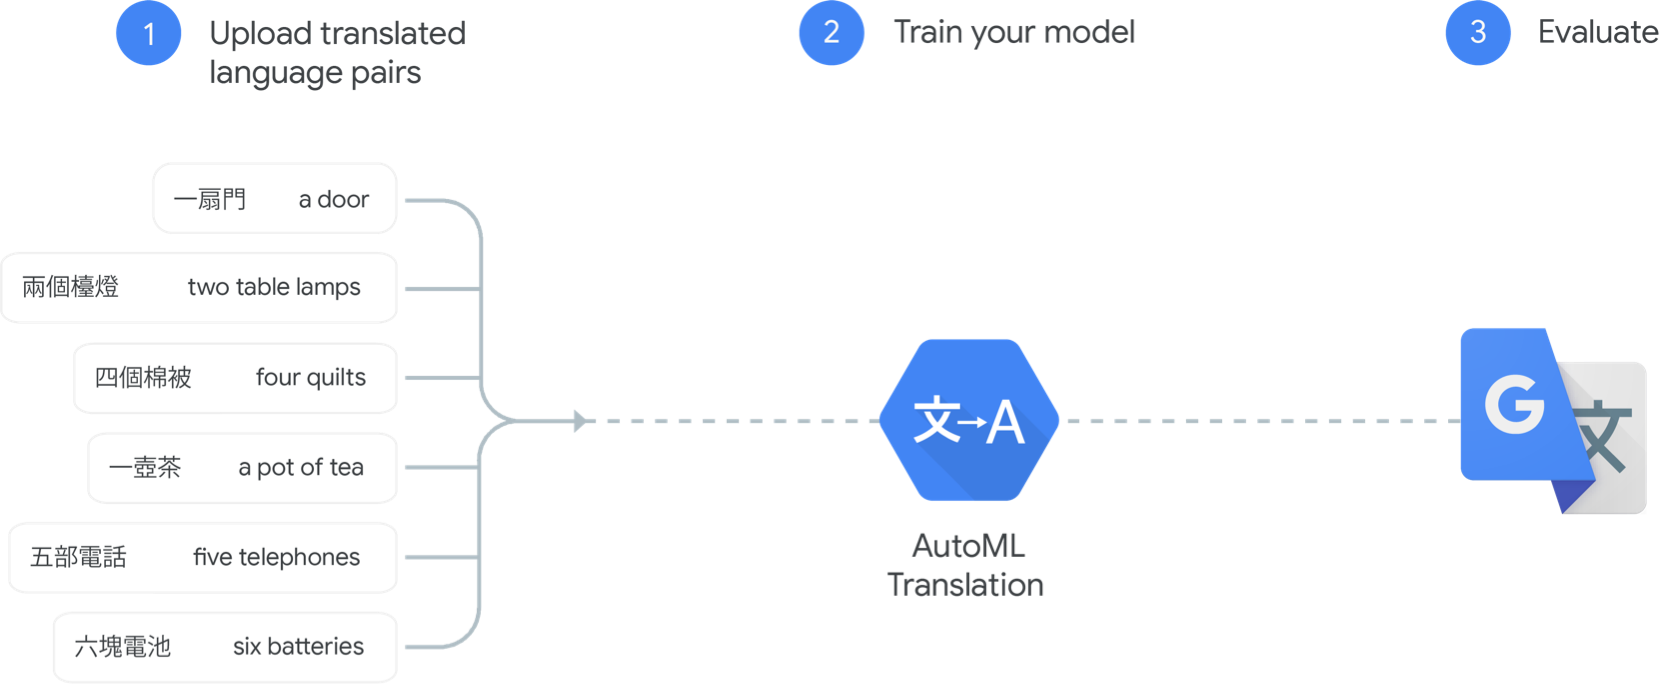 1 Upload translated
language pairs
2 Train your model
3 Evaluate
一扇門 a door
兩個檯燈 two table lamps
四個棉被 four quilts
一壺茶 a pot of tea
五部電話 five telephones
六塊電池 six batteries
文→A
AutoML
Translation
G 文